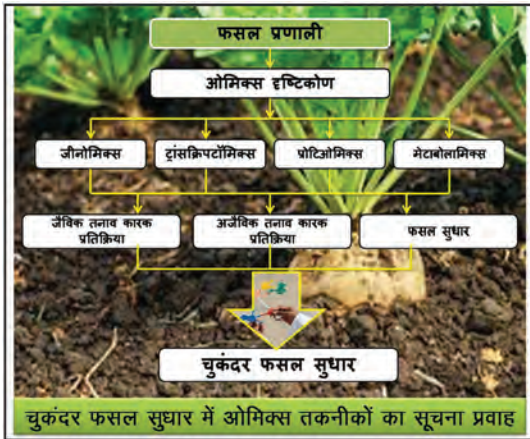 फसल प्रणाली
ओमिक्स दृष्टिकोण
जीनोमिक्स
ट्रांसक्रिपटॉमिक्स
प्रोटिओमिक्स
मेटाबोलामिक्स
जैविक तनाव कारक
प्रतिक्रिया
अजैविक तनाव कारक
प्रतिक्रिया
फसल सुधार
चुकंदर फसल सुधार
चुकंदर फसल सुधार में ओमिक्स तकनीकों का सूचना प्रवाह